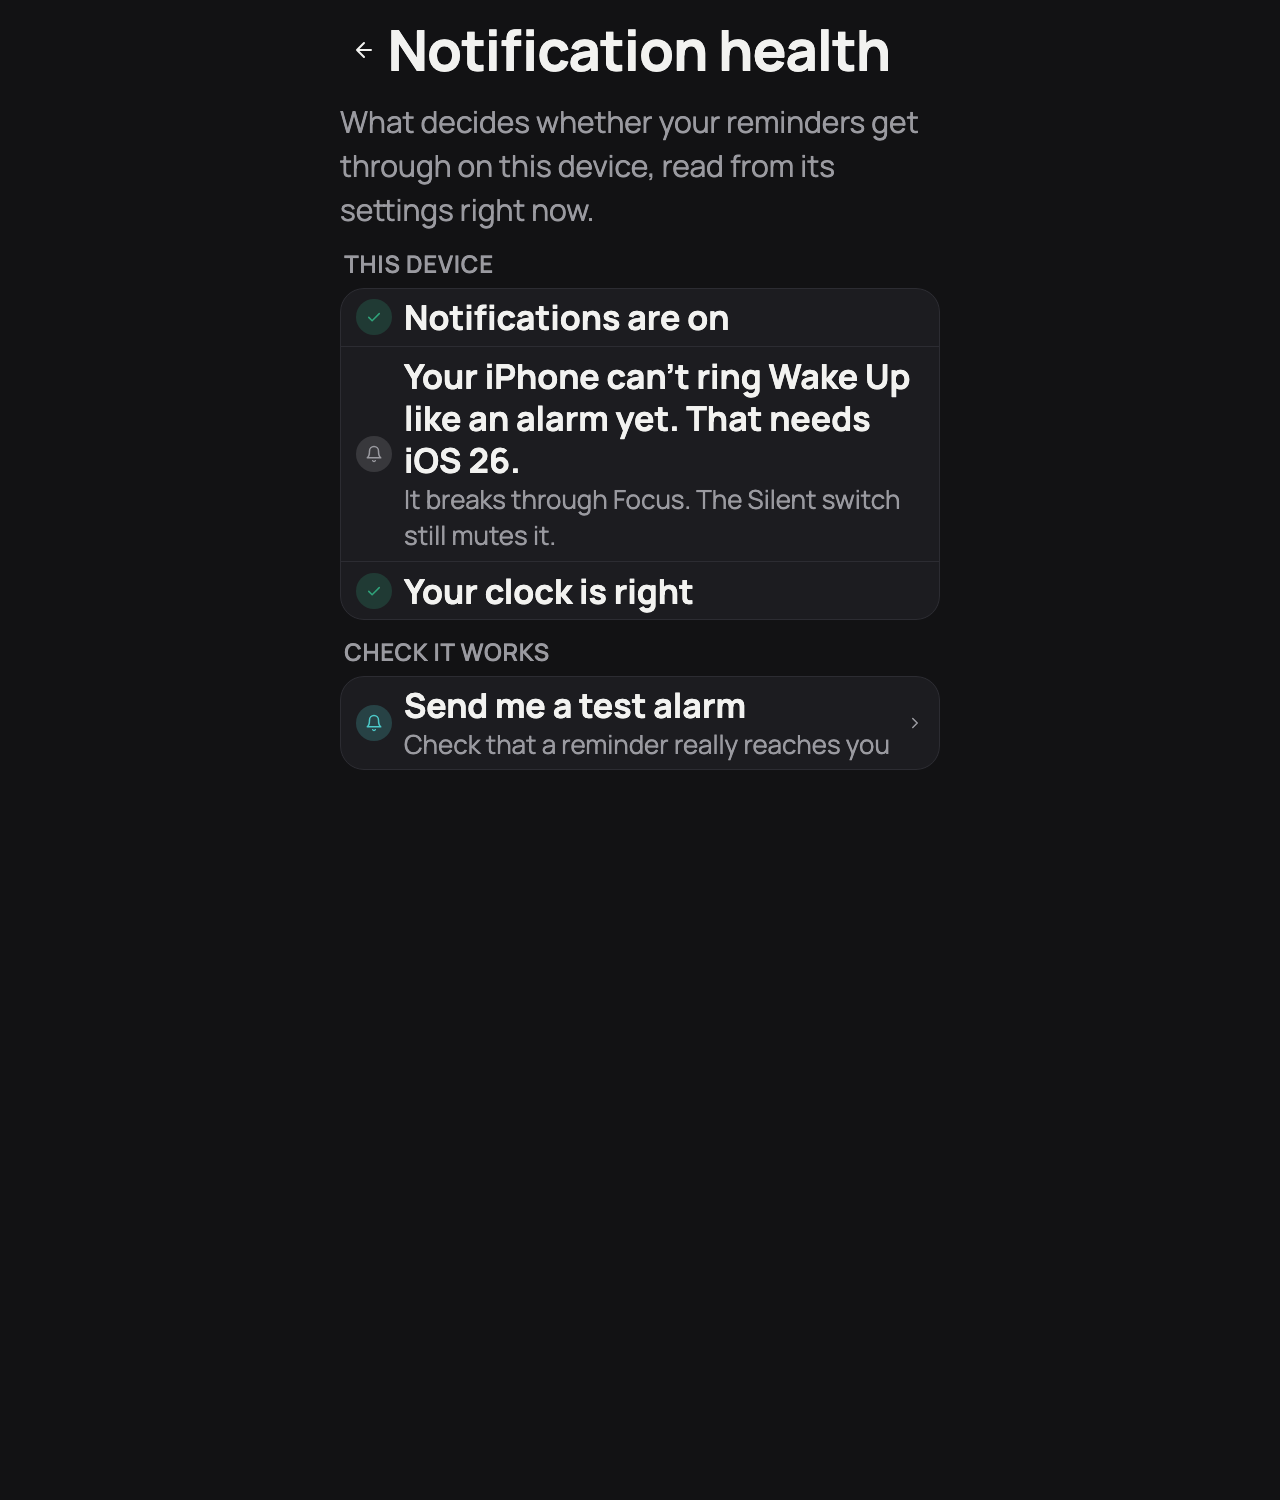 Notification health
What decides whether your reminders get
through on this device, read from its
settings right now.
THIS DEVICE
Notifications are on
Your iPhone can’t ring Wake Up
like an alarm yet. That needs
iOS 26.
It breaks through Focus. The Silent switch
still mutes it.
Your clock is right
CHECK IT WORKS
Send me a test alarm
Check that a reminder really reaches you